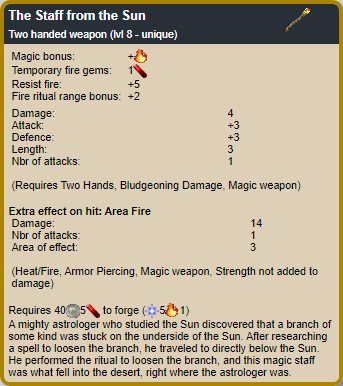 The Staff from the Sun
Two handed weapon (lvl 8 - unique)
Magic bonus: +
Temporary fire gems: 1
Resist fire: +5
Fire ritual range bonus: +2
Damage: 4
Attack: +3
Defence: +3
Length: 3
Nbr of attacks: 1
(Requires Two Hands, Bludgeoning Damage, Magic weapon)
Extra effect on hit: Area Fire
Damage: 14
Nbr of attacks: 1
Area of effect: 3
(Heat/Fire, Armor Piercing, Magic weapon, Strength not added to
damage)
Requires 40 5 to forge ( 5 1)
A mighty astrologer who studied the Sun discovered that a branch of
some kind was stuck on the underside of the Sun. After researching
a spell to loosen the branch, he traveled to directly below the Sun.
He performed the ritual to loosen the branch, and this magic staff
was what fell into the desert, right where the astrologer was.